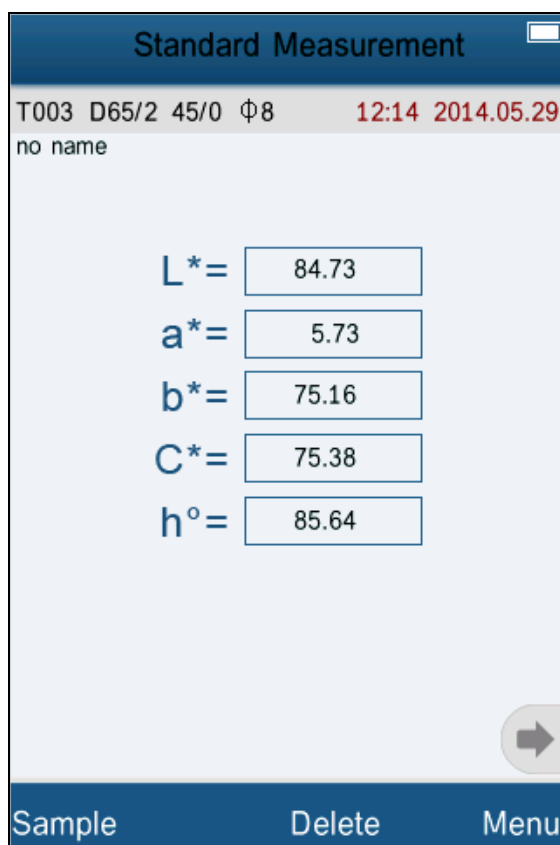 Standard Measurement
T003 D65/2 45/0 Φ8 12:14 2014.05.29
no name
L*= 84.73
a*= 5.73
b*= 75.16
C*= 75.38
h°= 85.64
Sample Delete Menu